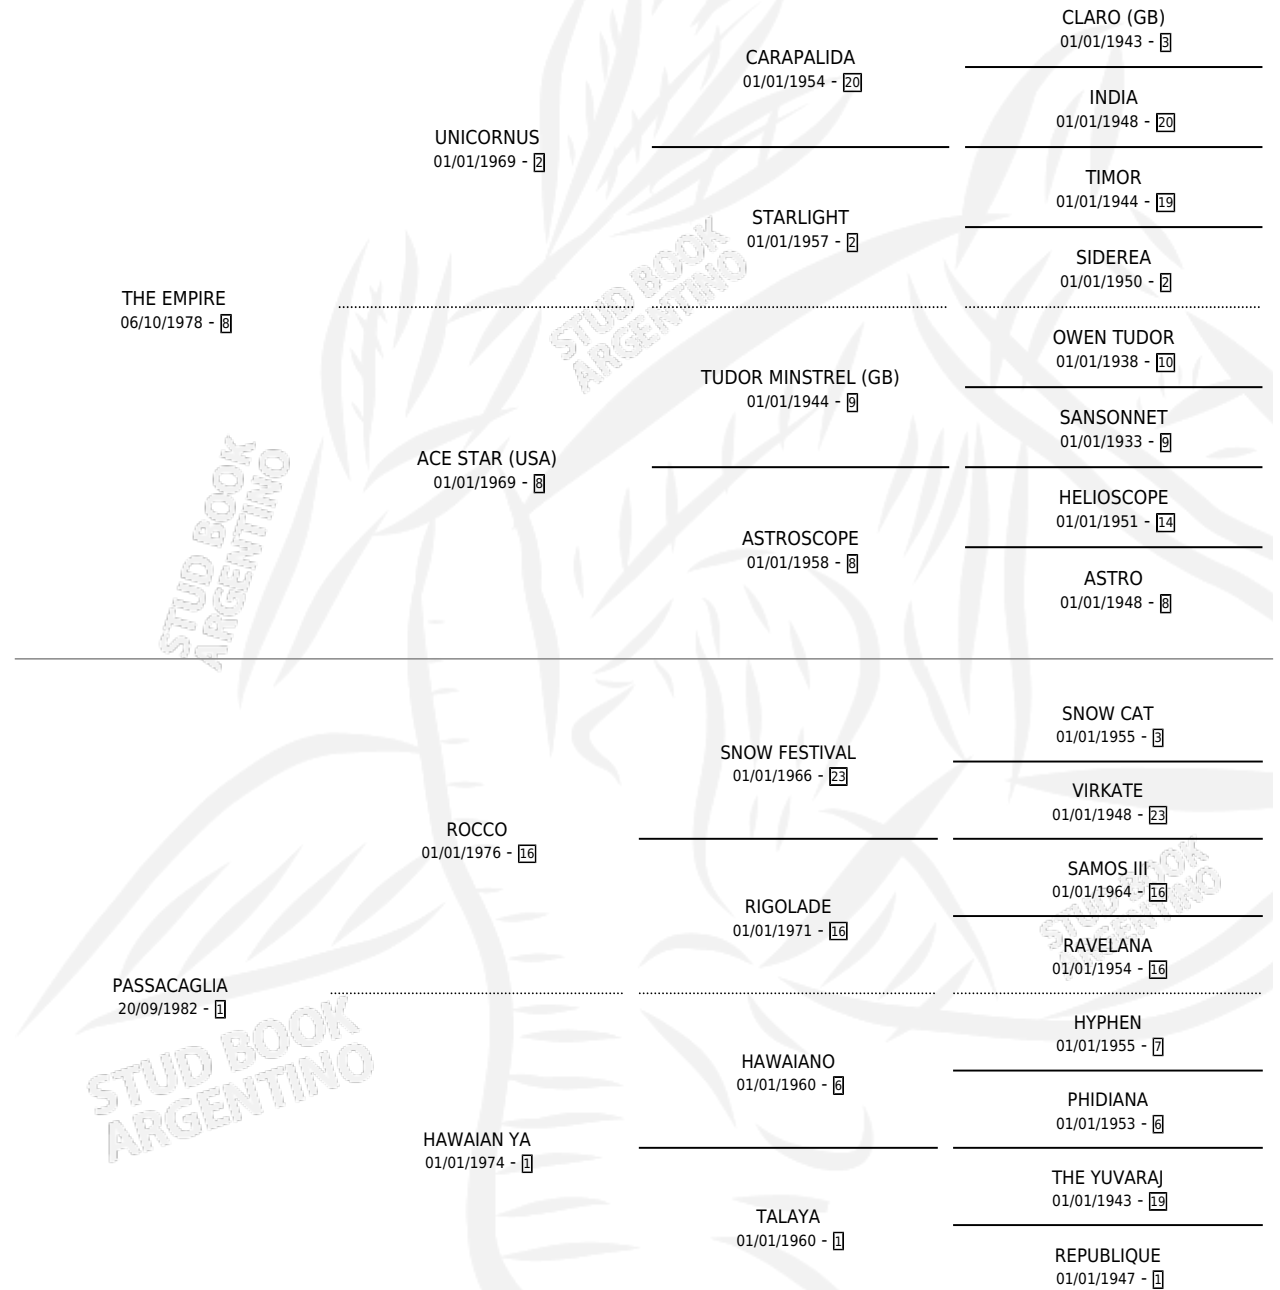 CLARO (GB)
01/01/1943 - 3
CARAPALIDA
01/01/1954 - 20
INDIA
01/01/1948 - 20
UNICORNUS
01/01/1969 - 2
TIMOR
01/01/1944 - 19
STARLIGHT
01/01/1957 - 2
SIDEREA
01/01/1950 - 2
THE EMPIRE
06/10/1978 - 8
OWEN TUDOR
01/01/1938 - 10
TUDOR MINSTREL (GB)
01/01/1944 - 9
SANSONNET
01/01/1933 - 9
ACE STAR (USA)
01/01/1969 - 8
HELIOSCOPE
01/01/1951 - 14
ASTROSCOPE
01/01/1958 - 8
ASTRO
01/01/1948 - 8
SNOW CAT
01/01/1955 - 3
SNOW FESTIVAL
01/01/1966 - 23
VIRKATE
01/01/1948 - 23
ROCCO
01/01/1976 - 16
SAMOS III
01/01/1964 - 16
RIGOLADE
01/01/1971 - 16
RAVELANA
01/01/1954 - 16
PASSACAGLIA
20/09/1982 - 1
HYPHEN
01/01/1955 - 7
HAWAIANO
01/01/1960 - 6
PHIDIANA
01/01/1953 - 6
HAWAIAN YA
01/01/1974 - 1
THE YUVARAJ
01/01/1943 - 19
TALAYA
01/01/1960 - 1
REPUBLIQUE
01/01/1947 - 1
STUD BOOK
ARGENTINO
STUD BOOK
ARGENTINO
STUD BOOK
ARGENTINO
STUD BOOK
ARGENTINO